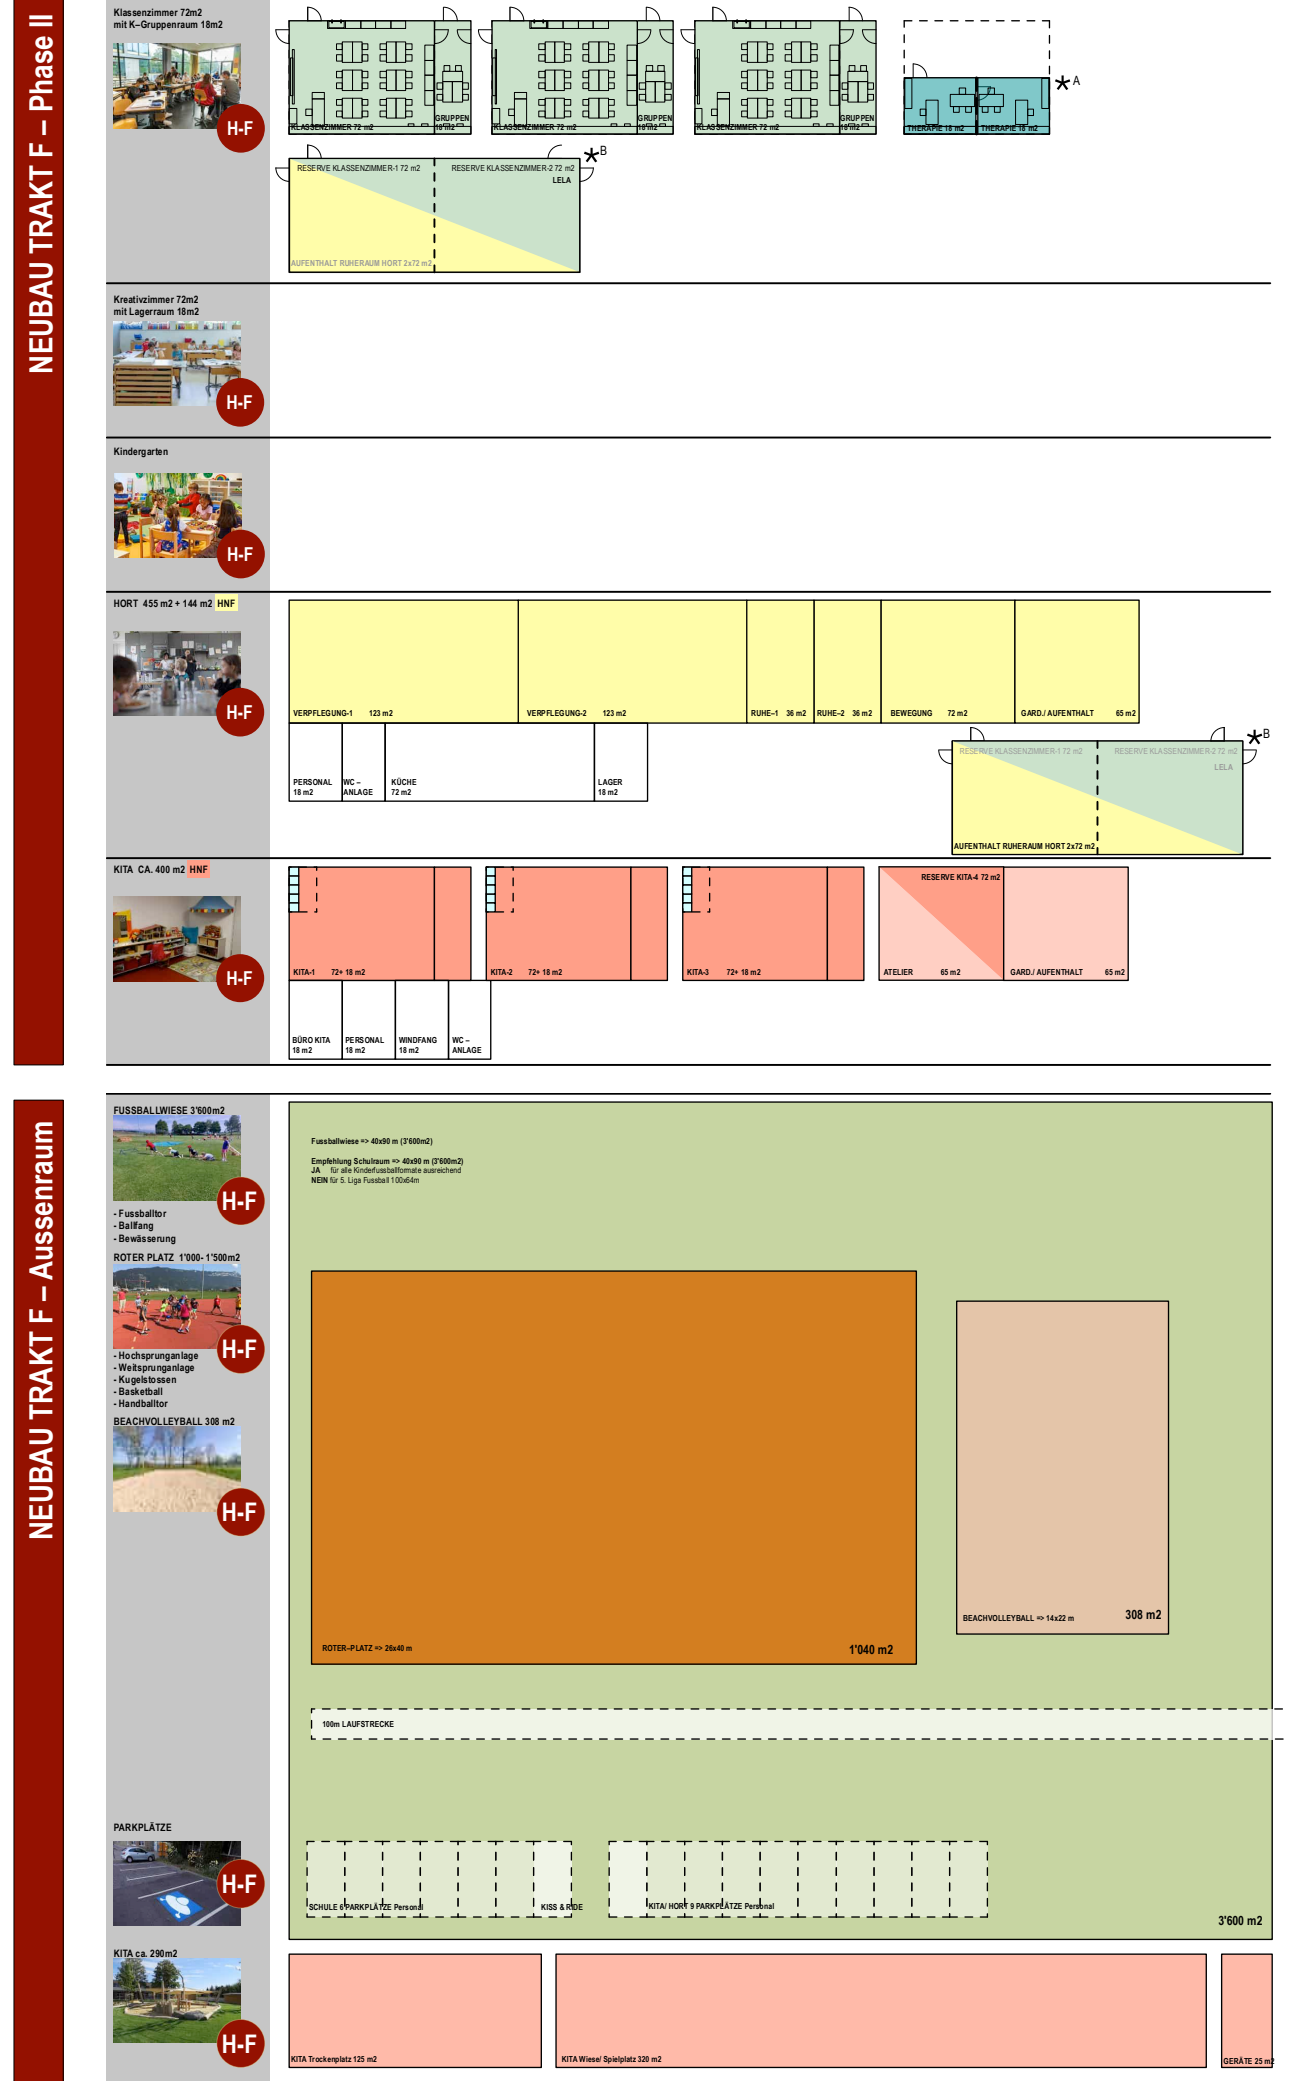 NEUBAU TRAKT F – Phase II
Klassenzimmer 72m2
mit K–Gruppenraum 18m2
H-F
KLASSENZIMMER 72 m2
GRUPPEN
18 m2
KLASSENZIMMER 72 m2
GRUPPEN
18 m2
KLASSENZIMMER 72 m2
GRUPPEN
18 m2
THERAPIE 18 m2
THERAPIE 18 m2
*A
RESERVE KLASSENZIMMER-1 72 m2
RESERVE KLASSENZIMMER-2 72 m2
LELA
*B
AUFENTHALT RUHERAUM HORT 2x72 m2
Kreativzimmer 72m2
mit Lagerraum 18m2
H-F
Kindergarten
H-F
HORT 455 m2 + 144 m2 HNF
H-F
VERPFLEGUNG-1 123 m2
VERPFLEGUNG-2 123 m2
RUHE–1 36 m2
RUHE–2 36 m2
BEWEGUNG 72 m2
GARD./ AUFENTHALT 65 m2
PERSONAL
18 m2
WC –
ANLAGE
KÜCHE
72 m2
LAGER
18 m2
RESERVE KLASSENZIMMER-1 72 m2
RESERVE KLASSENZIMMER-2 72 m2
LELA
*B
AUFENTHALT RUHERAUM HORT 2x72 m2
KITA CA. 400 m2 HNF
H-F
KITA-1 72+ 18 m2
KITA-2 72+ 18 m2
KITA-3 72+ 18 m2
RESERVE KITA-4 72 m2
ATELIER 65 m2
GARD./ AUFENTHALT 65 m2
BÜRO KITA
18 m2
PERSONAL
18 m2
WINDFANG
18 m2
WC –
ANLAGE
NEUBAU TRAKT F – Aussenraum
FUSSBALLWIESE 3'600m2
H-F
- Fussballtor
- Ballfang
- Bewässerung
ROTER PLATZ 1'000- 1'500m2
H-F
- Hochsprunganlage
- Weitsprunganlage
- Kugelstossen
- Basketball
- Handballtor
BEACHVOLLEYBALL 308 m2
H-F
Fussballwiese => 40x90 m (3'600m2)
Empfehlung Schulraum => 40x90 m (3'600m2)
JA für alle Kinderfussballformate ausreichend
NEIN für 5. Liga Fussball 100x64m
ROTER–PLATZ => 26x40 m
1'040 m2
BEACHVOLLEYBALL => 14x22 m
308 m2
100m LAUFSTRECKE
PARKPLÄTZE
H-F
SCHULE 6 PARKPLÄTZE Personal
KISS & RIDE
KITA/ HORT 9 PARKPLÄTZE Personal
3'600 m2
KITA ca. 290m2
H-F
KITA Trockenplatz 125 m2
KITA Wiese/ Spielplatz 320 m2
GERÄTE 25 m2